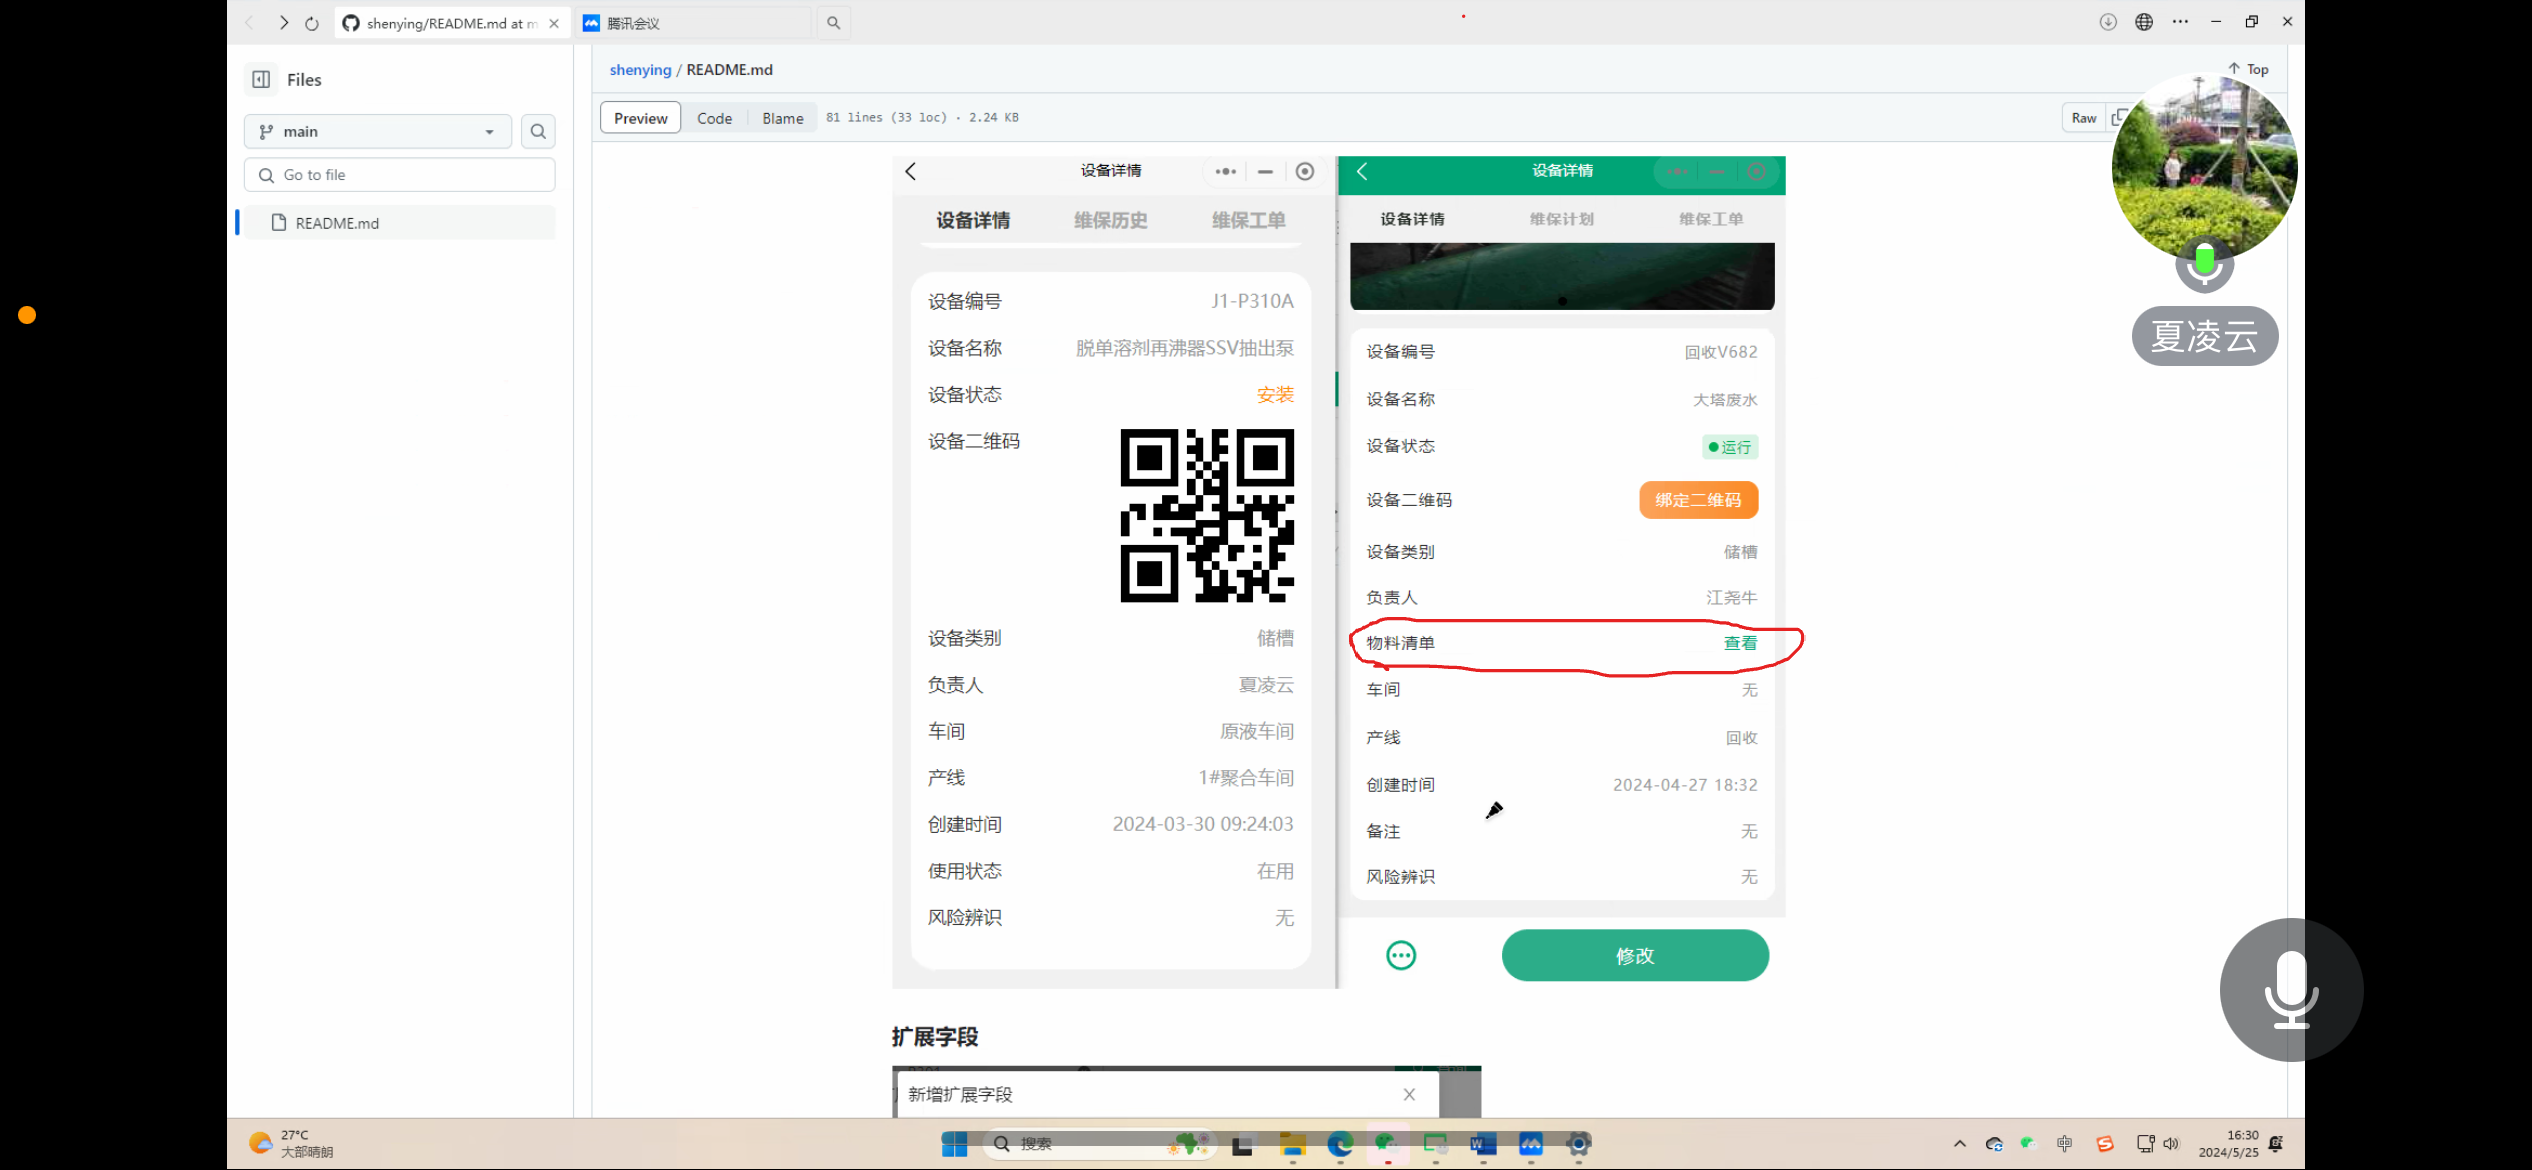 shenying/README.md at m
腾讯会议
Files
main
Go to file
README.md
shenying / README.md
Top
Preview
Code
Blame
81 lines (33 loc) · 2.24 KB
Raw
设备详情
设备详情
维保历史
维保工单
设备编号
J1-P310A
设备名称
脱单溶剂再沸器SSV抽出泵
设备状态
安装
设备二维码
设备类别
储槽
负责人
夏凌云
车间
原液车间
产线
1#聚合车间
创建时间
2024-03-30 09:24:03
使用状态
在用
风险辨识
无
设备详情
设备详情
维保计划
维保工单
设备编号
回收V682
设备名称
大塔废水
设备状态
运行
设备二维码
绑定二维码
设备类别
储槽
负责人
江尧牛
物料清单
查看
车间
无
产线
回收
创建时间
2024-04-27 18:32
备注
无
风险辨识
无
修改
扩展字段
新增扩展字段
夏凌云
27°C
大部晴朗
搜索
中
16:30
2024/5/25